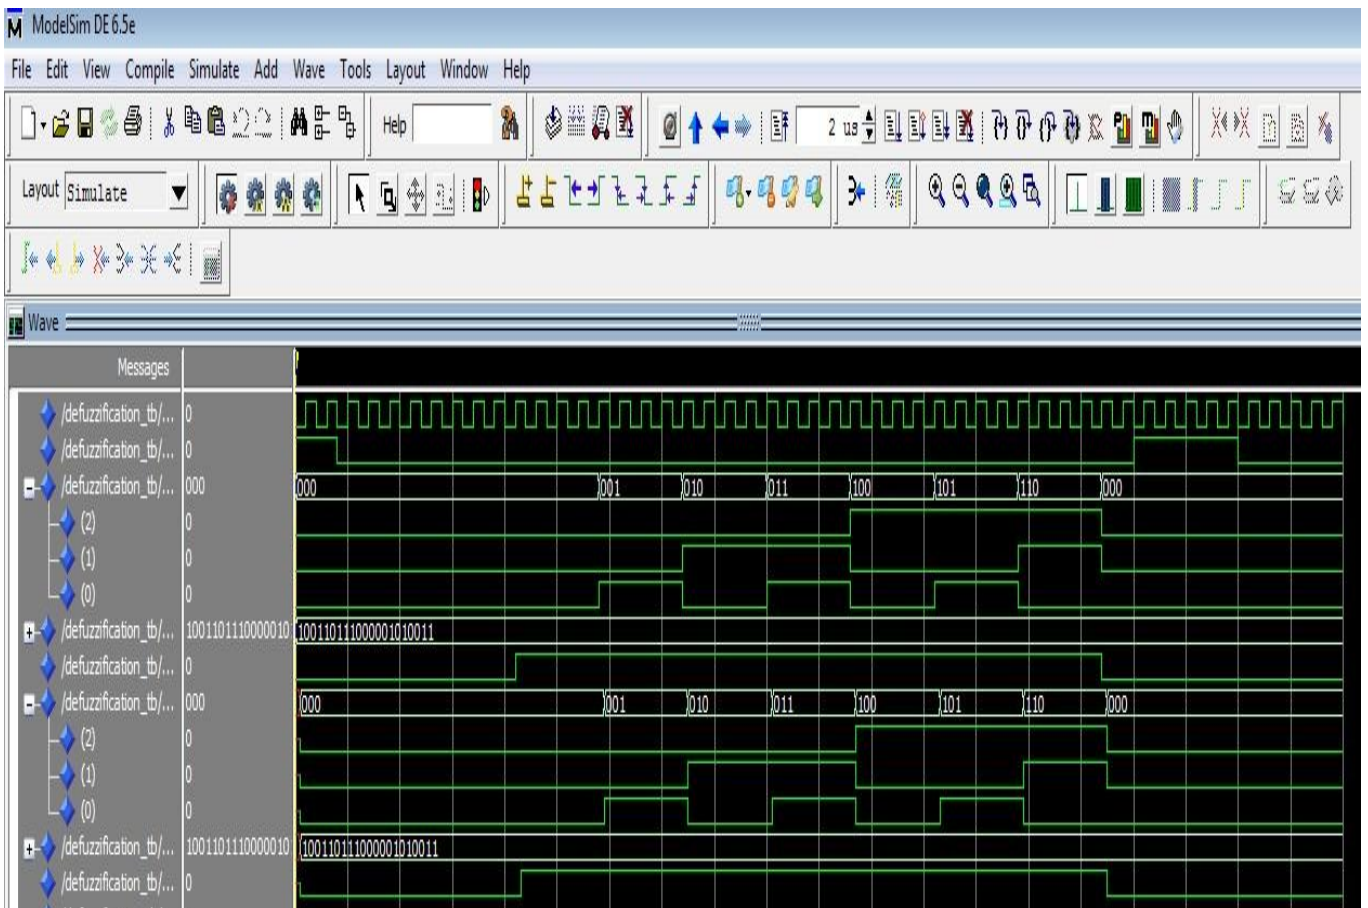 M ModelSim DE 6.5e
File Edit View Compile Simulate Add Wave Tools Layout Window Help
Help 2 us
Layout Simulate
Wave
Messages
/defuzzification_tb/... 0
/defuzzification_tb/... 0
/defuzzification_tb/... 000 000 001 010 011 100 101 110 000
(2) 0
(1) 0
(0) 0
/defuzzification_tb/... 1001101110000010 100110111000001010011
/defuzzification_tb/... 0
/defuzzification_tb/... 000 000 001 010 011 100 101 110 000
(2) 0
(1) 0
(0) 0
/defuzzification_tb/... 1001101110000010 100110111000001010011
/defuzzification_tb/... 0